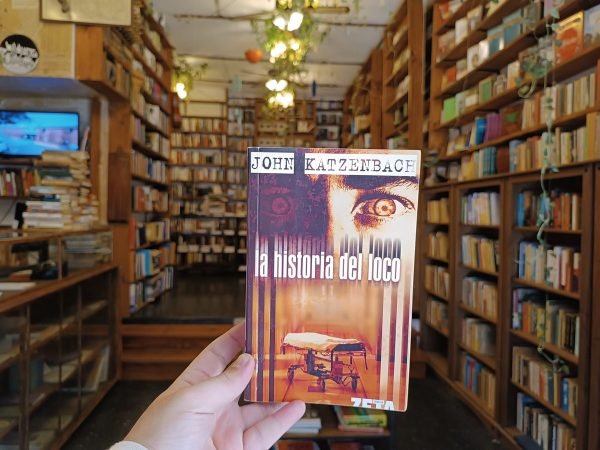 JOHN KATZENBACH
la historia del loco
ZETA